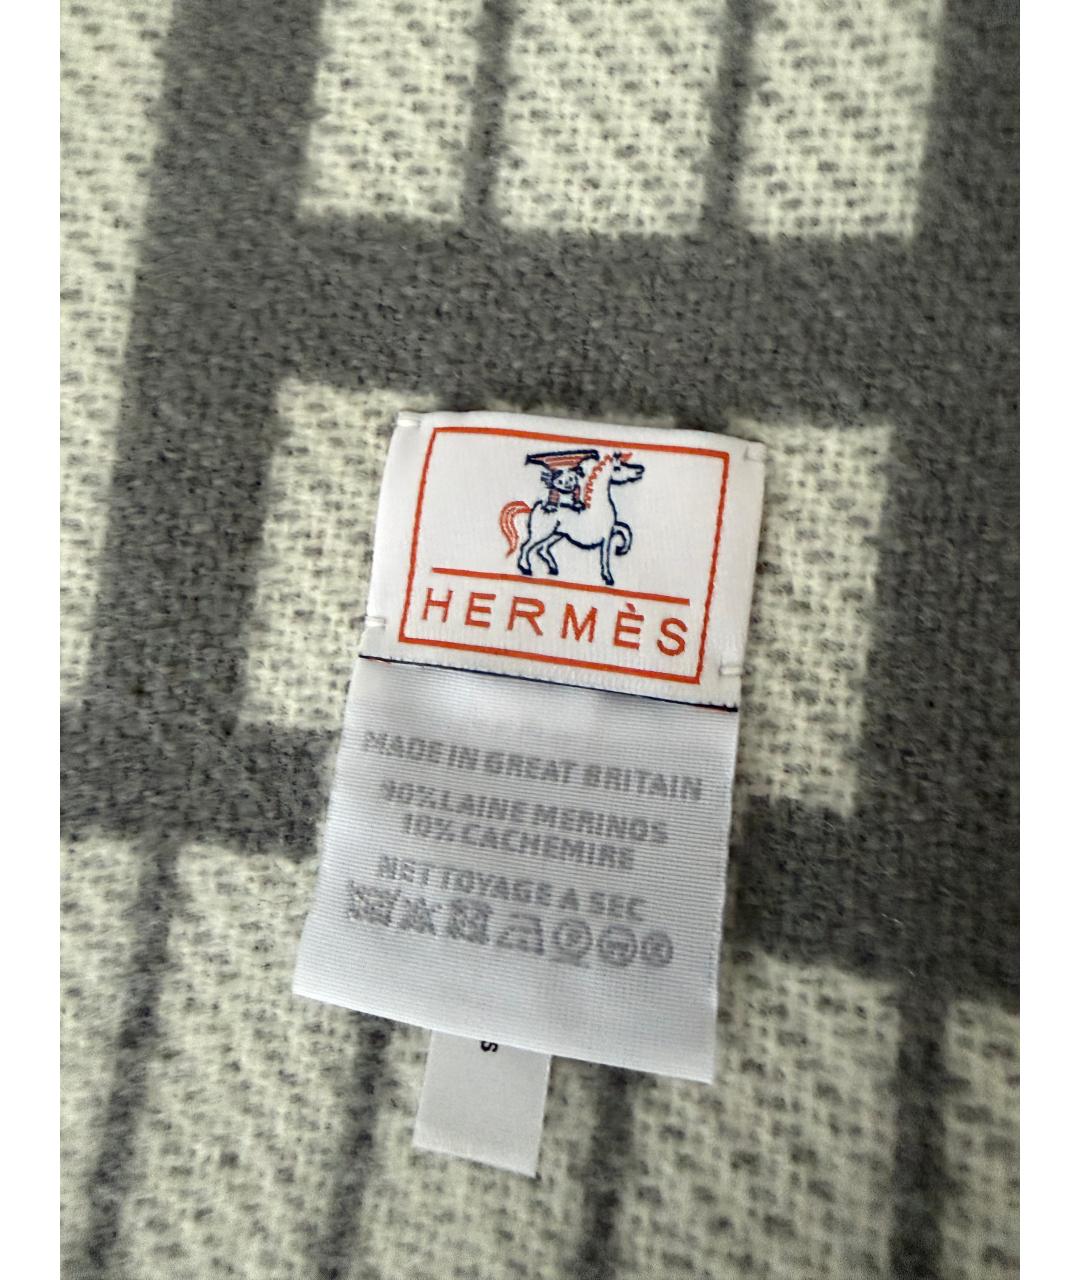 HERMÈS
MADE IN GREAT BRITAIN
90% LAINE MERINOS
10% CACHEMIRE
NETTOYAGE A SEC
S